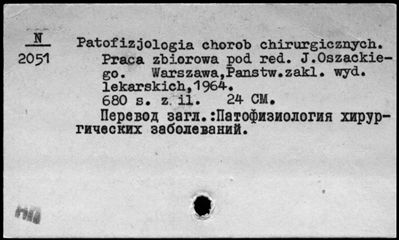 N
2051
Patofizjologia chorob chirurgicznych.
Praca zbiorowa pod red. J.Oszackie-
go. Warszawa,Panstw.zakl. wyd.
lekarskich,1964.
680 s. z il. 24 СМ.
Перевод загл.:Патофизиология хирур-
гических заболеваний.